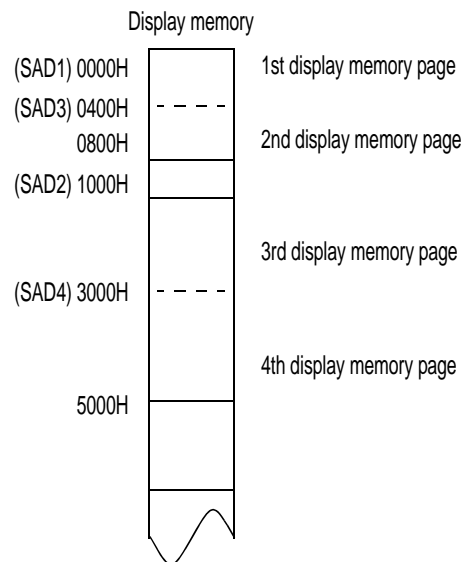 Display memory
(SAD1) 0000H 1st display memory page
(SAD3) 0400H
0800H 2nd display memory page
(SAD2) 1000H
3rd display memory page
(SAD4) 3000H
4th display memory page
5000H